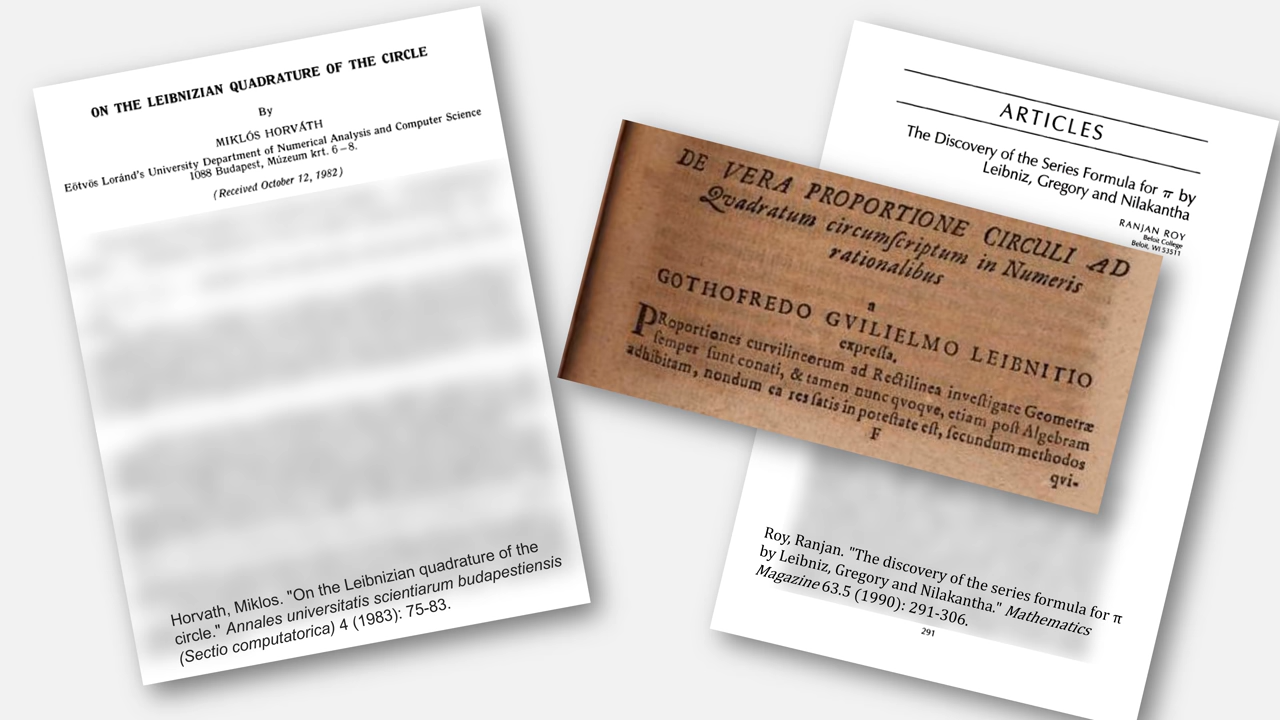 ON THE LEIBNIZIAN QUADRATURE OF THE CIRCLE
By
MIKLÓS HORVÁTH
Eötvös Loránd's University Department of Numerical Analysis and Computer Science
1088 Budapest, Múzeum krt. 6–8.
(Received October 12, 1982)
Horvath, Miklos. "On the Leibnizian quadrature of the
circle." Annales universitatis scientiarum budapestiensis
(Sectio computatorica) 4 (1983): 75-83.
ARTICLES
The Discovery of the Series Formula for π by
Leibniz, Gregory and Nilakantha
RANJAN ROY
Beloit College
Beloit, WI 53511
DE VERA PROPORTIONE CIRCULI AD
Qvadratum circumſcriptum in Numeris
rationalibus
a
GOTHOFREDO GVILIELMO LEIBNITIO
expreſſa.
PRoportiones curvilineorum ad Rectilinea inveſtigare Geometræ
ſemper ſunt conati, & tamen nunc qvoqve, etiam poſt Algebram
adhibitam, nondum ea res ſatis in poteſtate eſt, ſecundum methodos
F
qvi-
Roy, Ranjan. "The discovery of the series formula for π
by Leibniz, Gregory and Nilakantha." Mathematics
Magazine 63.5 (1990): 291-306.
291